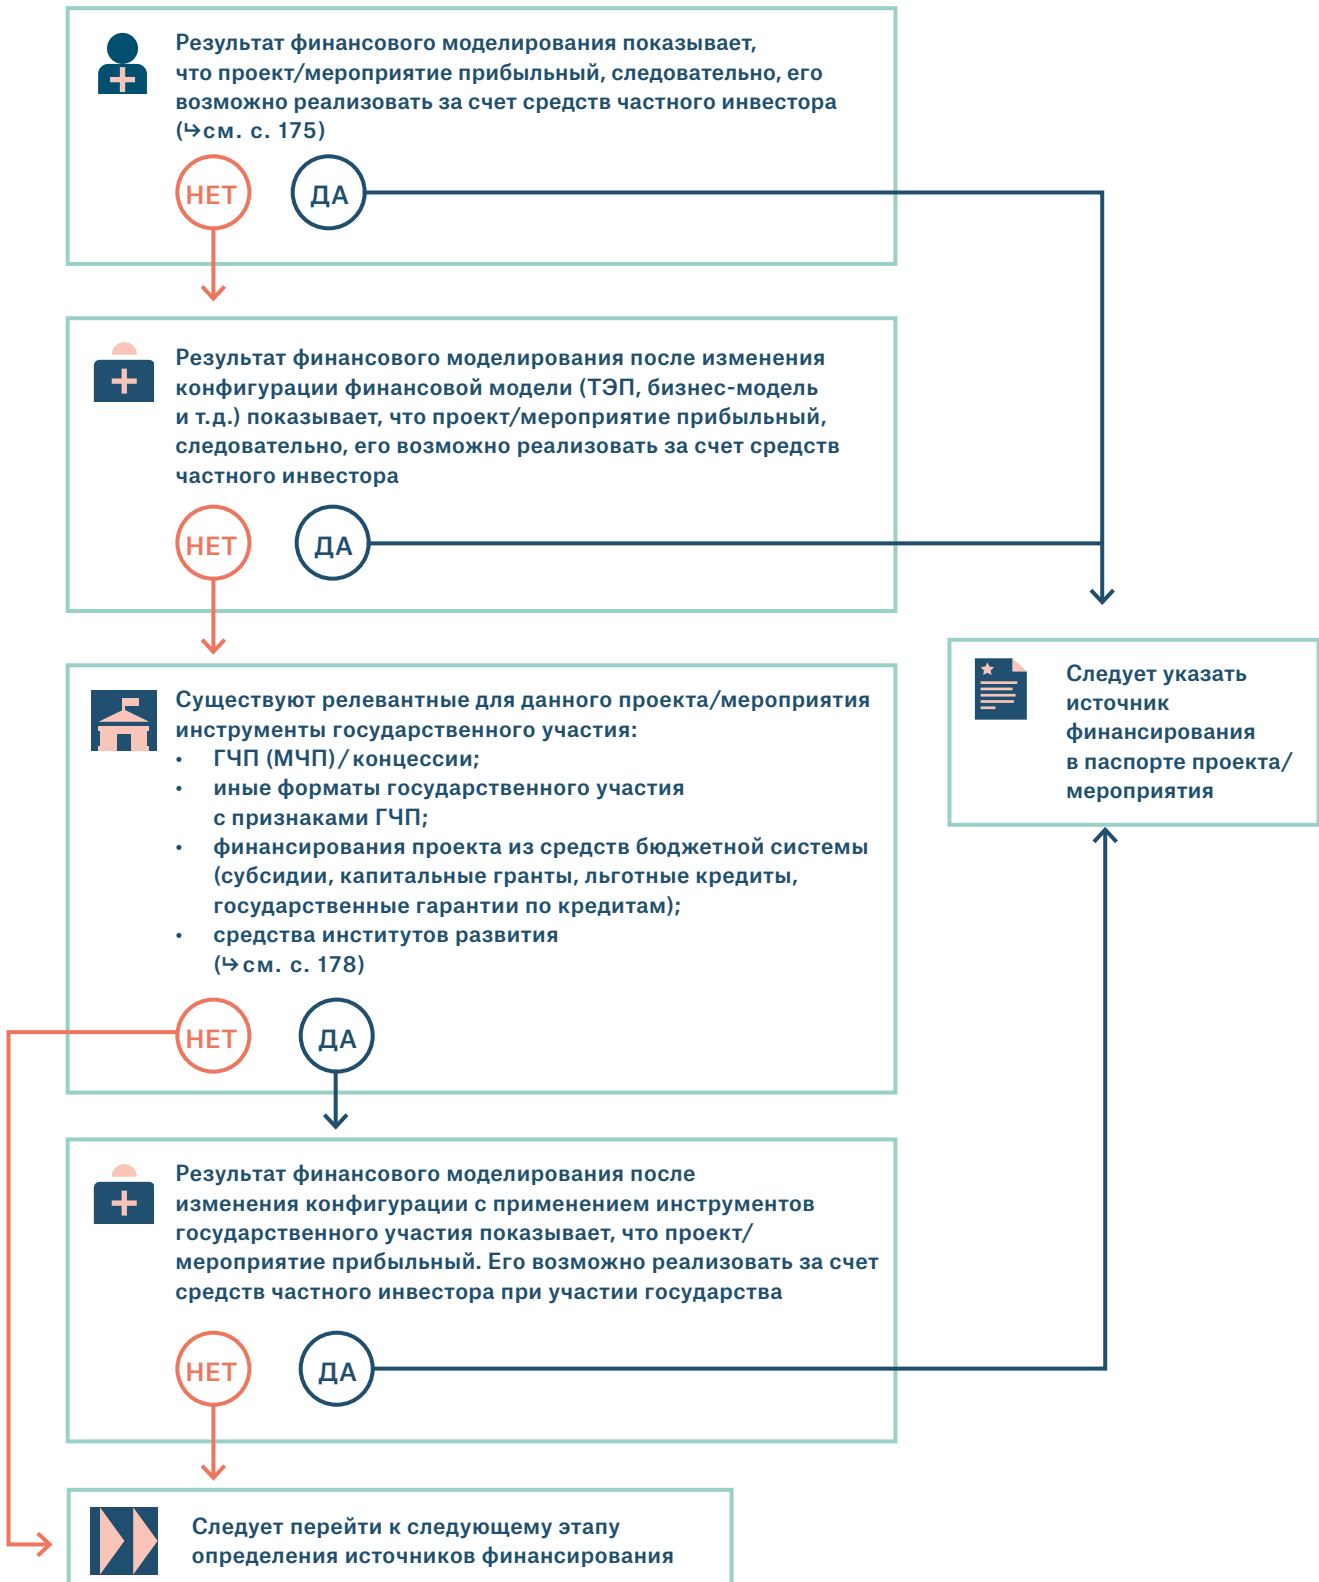 Результат финансового моделирования показывает,
что проект/мероприятие прибыльный, следовательно, его
возможно реализовать за счет средств частного инвестора
(↳см. с. 175)
НЕТ ДА
Результат финансового моделирования после изменения
конфигурации финансовой модели (ТЭП, бизнес-модель
и т.д.) показывает, что проект/мероприятие прибыльный,
следовательно, его возможно реализовать за счет средств
частного инвестора
НЕТ ДА
Существуют релевантные для данного проекта/мероприятия
инструменты государственного участия:
• ГЧП (МЧП)/концессии;
• иные форматы государственного участия
с признаками ГЧП;
• финансирования проекта из средств бюджетной системы
(субсидии, капитальные гранты, льготные кредиты,
государственные гарантии по кредитам);
• средства институтов развития
(↳см. с. 178)
НЕТ ДА
Следует указать
источник
финансирования
в паспорте проекта/
мероприятия
Результат финансового моделирования после
изменения конфигурации с применением инструментов
государственного участия показывает, что проект/
мероприятие прибыльный. Его возможно реализовать за счет
средств частного инвестора при участии государства
НЕТ ДА
Следует перейти к следующему этапу
определения источников финансирования